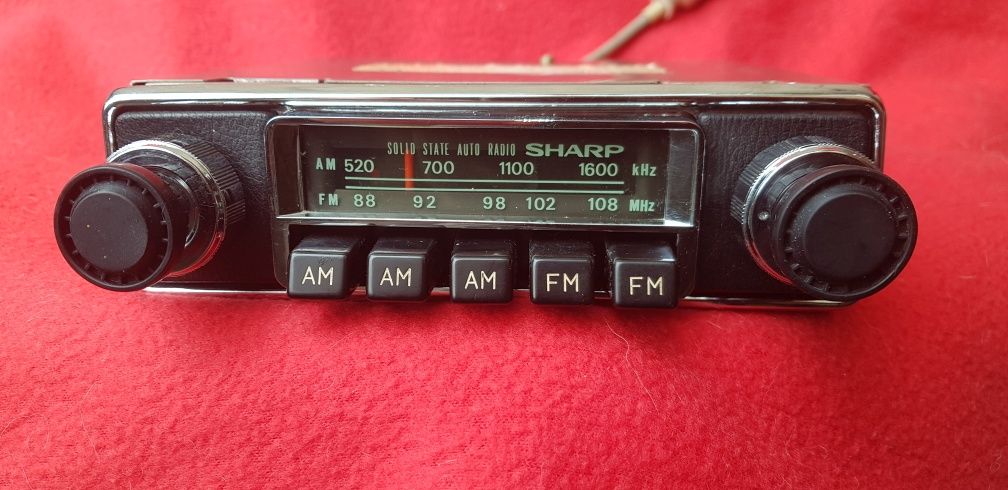 SOLID STATE AUTO RADIO SHARP
AM 520 700 1100 1600 kHz
FM 88 92 98 102 108 MHz
AM AM AM FM FM